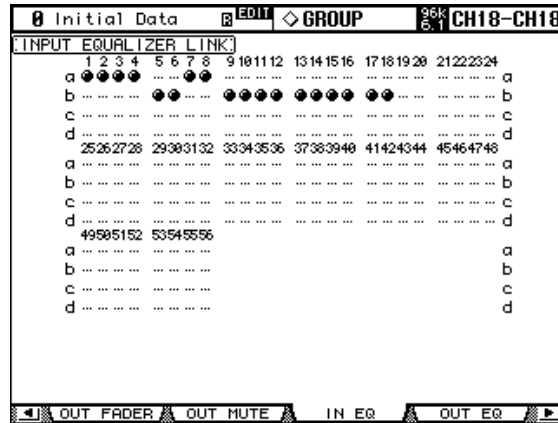 0 Initial Data R EDIT ◇ GROUP 96k 6.1 CH18-CH18
INPUT EQUALIZER LINK
1 2 3 4 5 6 7 8 9 10 11 12 13 14 15 16 17 18 19 20 21 22 23 24
a a
b b
c c
d d
25 26 27 28 29 30 31 32 33 34 35 36 37 38 39 40 41 42 43 44 45 46 47 48
a a
b b
c c
d d
49 50 51 52 53 54 55 56
a a
b b
c c
d d
OUT FADER OUT MUTE IN EQ OUT EQ